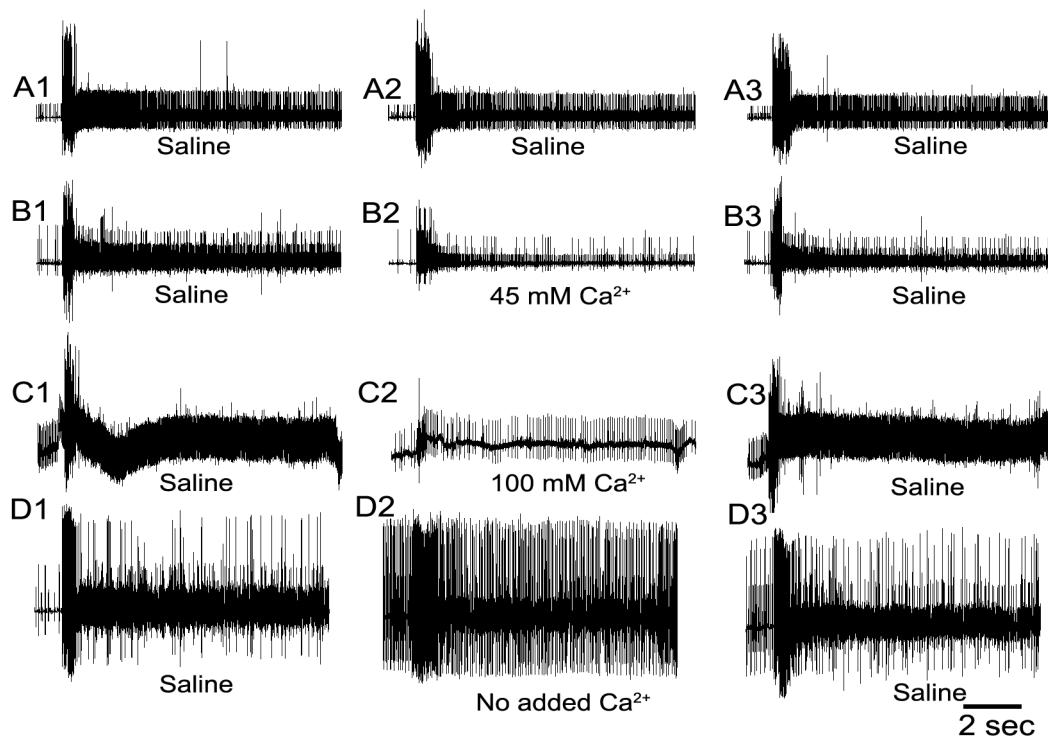 A1
A2
A3
Saline
Saline
Saline
B1
B2
B3
Saline
45 mM Ca²⁺
Saline
C1
C2
C3
Saline
100 mM Ca²⁺
Saline
D1
D2
D3
Saline
No added Ca²⁺
Saline
2 sec